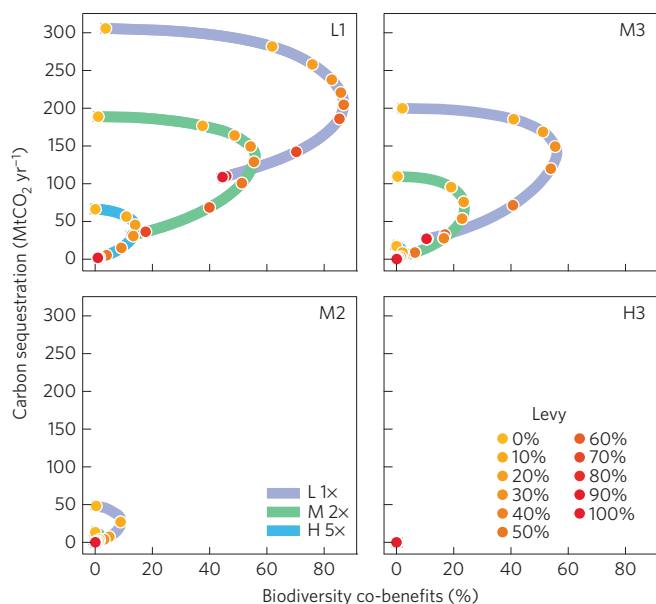 L1
M3
300
250
200
150
100
50
0
M2
H3
300
250
200
150
100
50
0
Carbon sequestration (MtCO₂ yr⁻¹)
L 1×
M 2×
H 5×
Levy
0%
10%
20%
30%
40%
50%
60%
70%
80%
90%
100%
0 20 40 60 80
0 20 40 60 80
Biodiversity co-benefits (%)